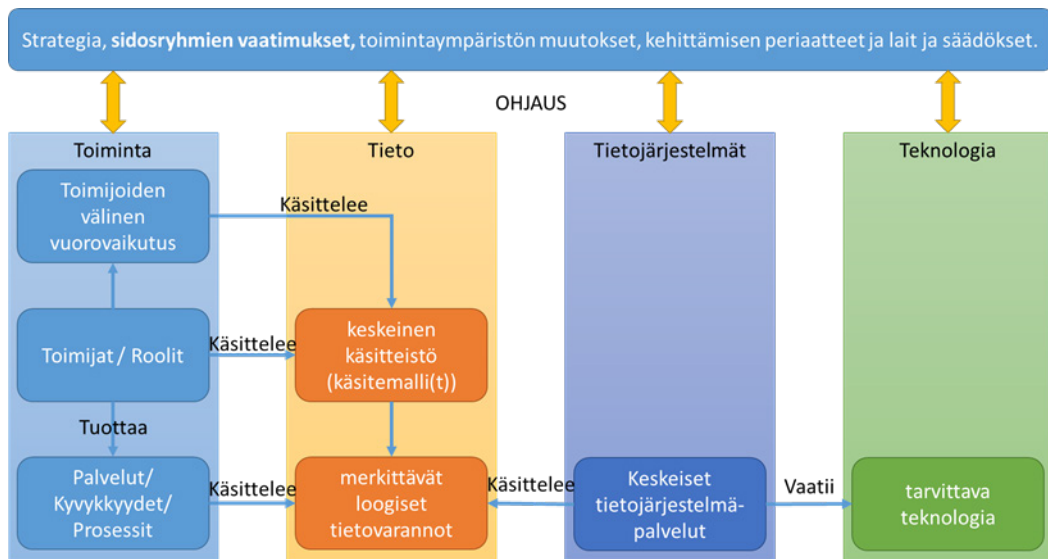 Strategia, sidosryhmien vaatimukset, toimintaympäristön muutokset, kehittämisen periaatteet ja lait ja säädökset.
OHJAUS
Toiminta
Tieto
Tietojärjestelmät
Teknologia
Toimijoiden
välinen
vuorovaikutus
Käsittelee
Toimijat / Roolit
Käsittelee
keskeinen
käsitteistö
(käsitemalli(t))
Tuottaa
Palvelut/
Kyvykkyydet/
Prosessit
Käsittelee
merkittävät
loogiset
tietovarannot
Käsittelee
Keskeiset
tietojärjestelmä-
palvelut
Vaatii
tarvittava
teknologia